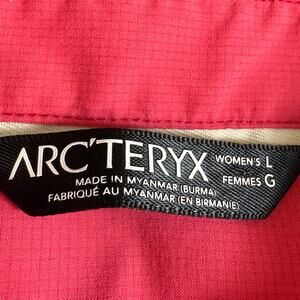 ARC'TERYX WOMEN'S L
FEMMES G
MADE IN MYANMAR (BURMA)
FABRIQUÉ AU MYANMAR (EN BIRMANIE)